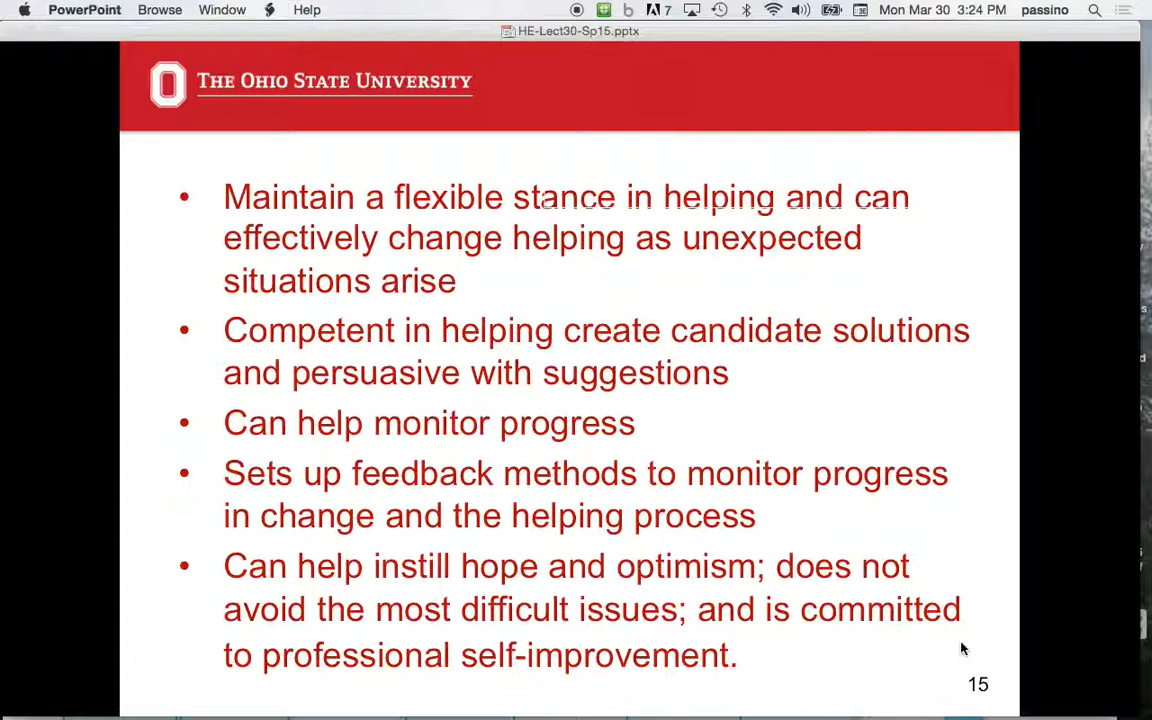 PowerPoint Browse Window Help 7 Mon Mar 30 3:24 PM passino
HE-Lect30-Sp15.pptx
THE OHIO STATE UNIVERSITY
• Maintain a flexible stance in helping and can
effectively change helping as unexpected
situations arise
• Competent in helping create candidate solutions
and persuasive with suggestions
• Can help monitor progress
• Sets up feedback methods to monitor progress
in change and the helping process
• Can help instill hope and optimism; does not
avoid the most difficult issues; and is committed
to professional self-improvement.
15